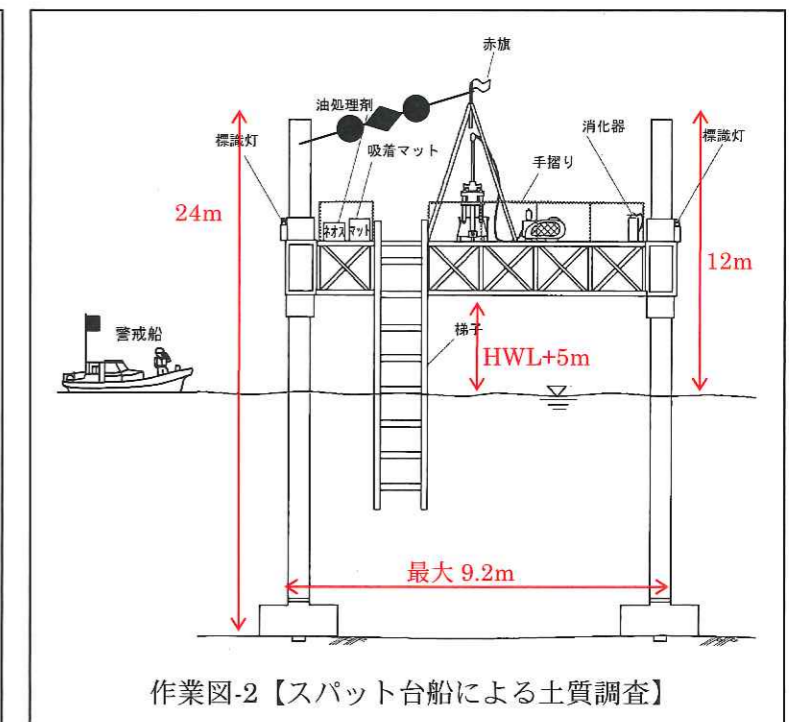 赤旗
油処理剤
消化器
標識灯
標識灯
吸着マット
手摺り
24m
ネオス
マット
12m
警戒船
梯子
HWL+5m
最大 9.2m
作業図-2【スパット台船による土質調査】